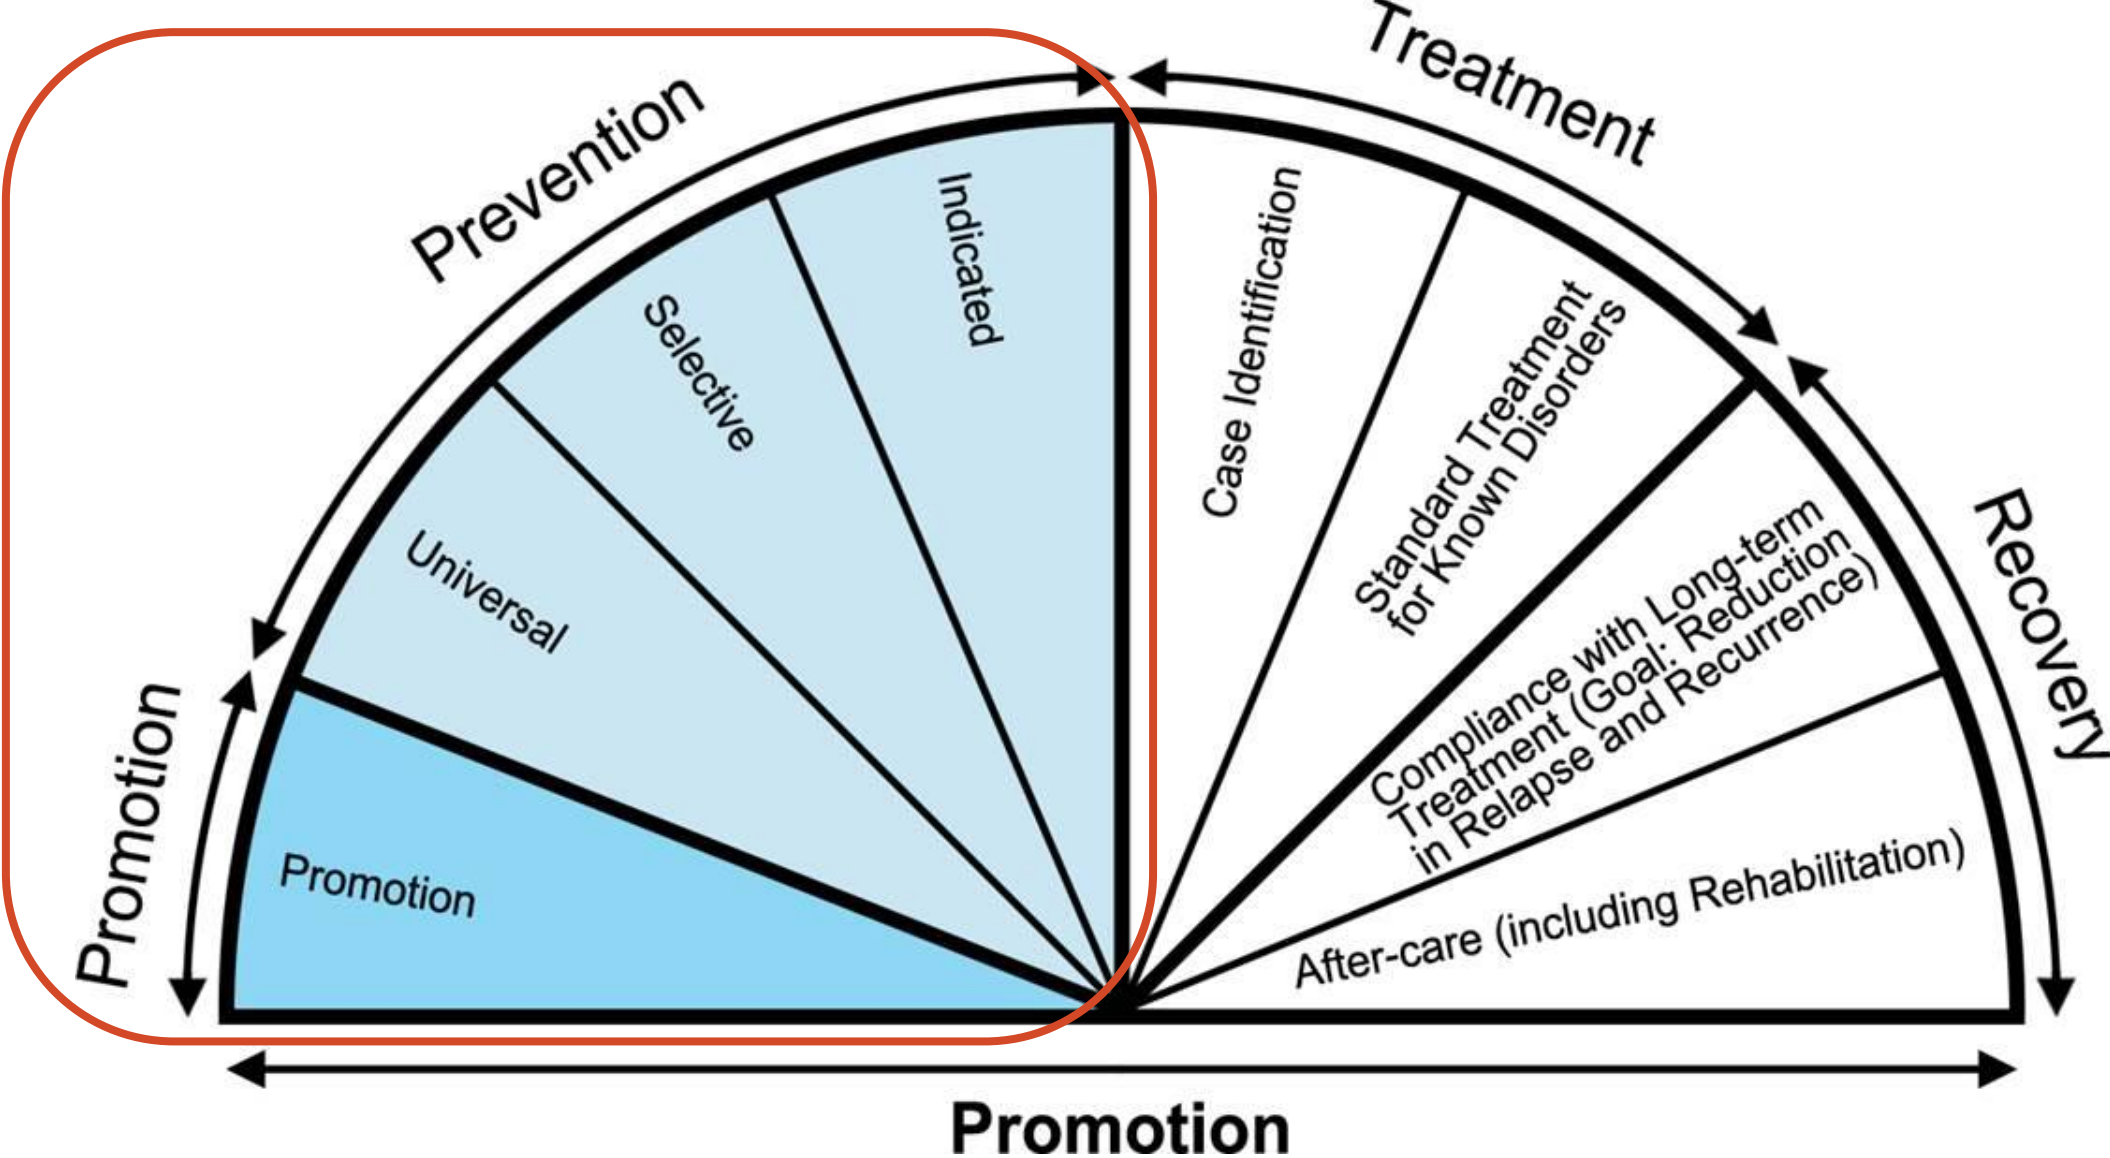 Treatment
Prevention
Indicated
Case Identification
Selective
Standard Treatment
for Known Disorders
Universal
Recovery
Compliance with Long-term
Treatment (Goal: Reduction
in Relapse and Recurrence)
Promotion
Promotion
After-care (including Rehabilitation)
Promotion